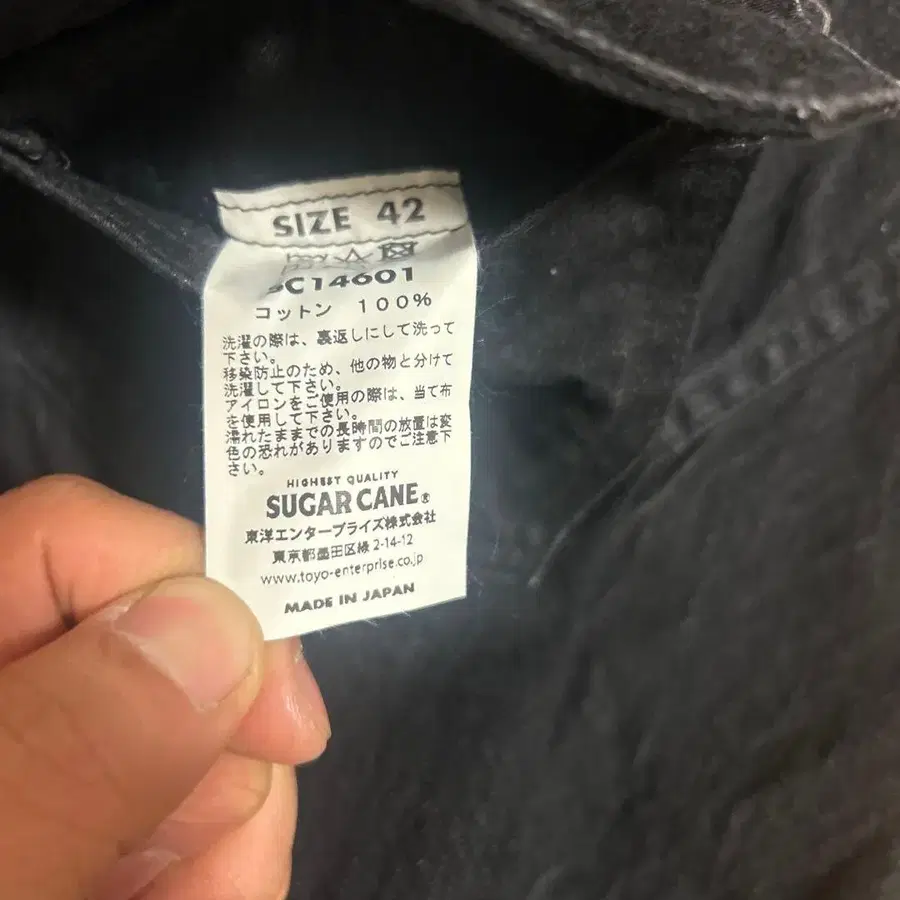 SIZE 42
SC14601
コットン 100%
洗濯の際は、裏返しにして洗って
下さい。
移染防止のため、他の物と分けて
洗濯して下さい。
アイロンをご使用の際は、当て布
を使用して下さい。
濡れたままでの長時間の放置は変
色の恐れがありますのでご注意下
さい。
HIGHEST QUALITY
SUGAR CANE®
東洋エンタープライズ株式会社
東京都墨田区緑 2-14-12
www.toyo-enterprise.co.jp
MADE IN JAPAN